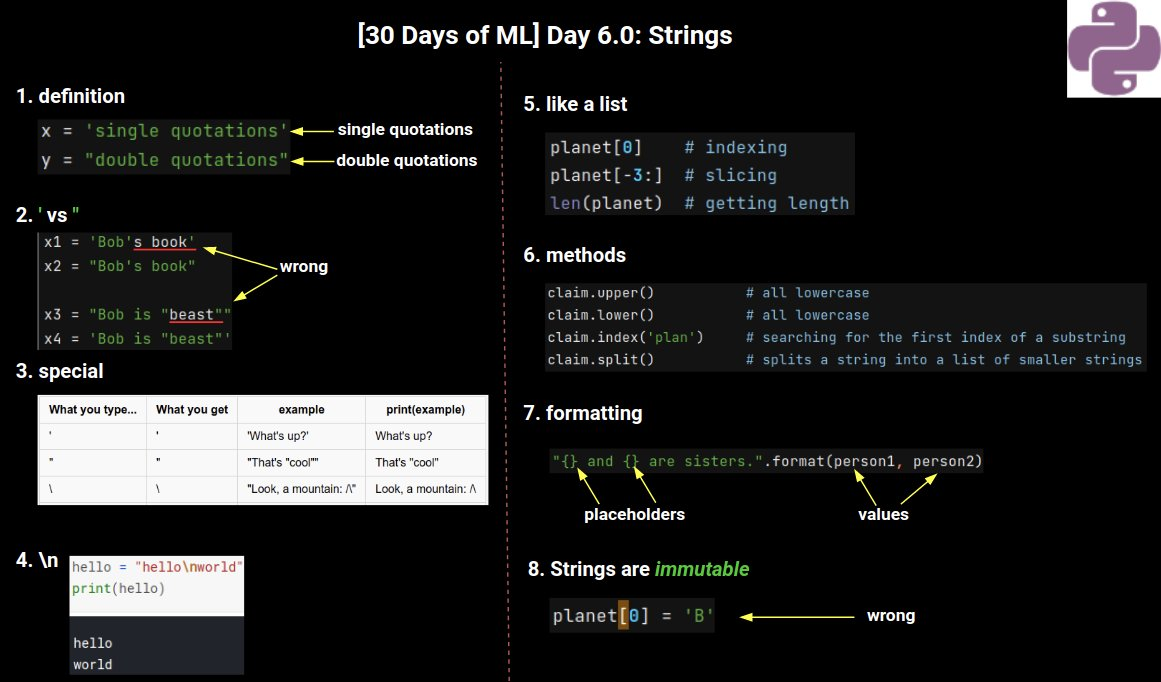 [30 Days of ML] Day 6.0: Strings
1. definition
x = 'single quotations'
single quotations
y = "double quotations"
double quotations
2. ' vs "
x1 = 'Bob's book'
x2 = "Bob's book"
wrong
x3 = "Bob is "beast""
x4 = 'Bob is "beast"'
3. special
What you type... What you get example print(example)
' ' 'What's up?' What's up?
" " "That's "cool"" That's "cool"
\ \ "Look, a mountain: /\" Look, a mountain: /\
4. \n
hello = "hello\nworld"
print(hello)
hello
world
5. like a list
planet[0] # indexing
planet[-3:] # slicing
len(planet) # getting length
6. methods
claim.upper() # all lowercase
claim.lower() # all lowercase
claim.index('plan') # searching for the first index of a substring
claim.split() # splits a string into a list of smaller strings
7. formatting
"{} and {} are sisters.".format(person1, person2)
placeholders
values
8. Strings are immutable
planet[0] = 'B'
wrong